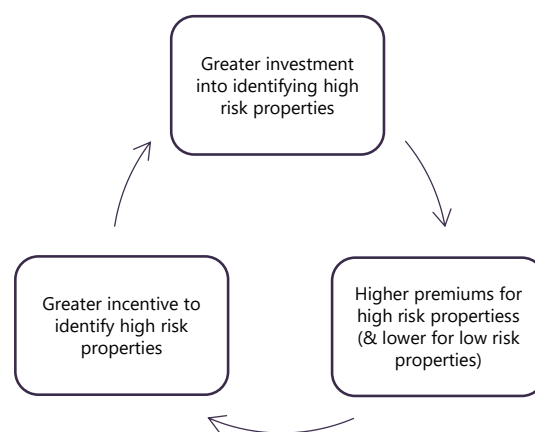 Greater investment
into identifying high
risk properties
Greater incentive to
identify high risk
properties
Higher premiums for
high risk propertiess
(& lower for low risk
properties)